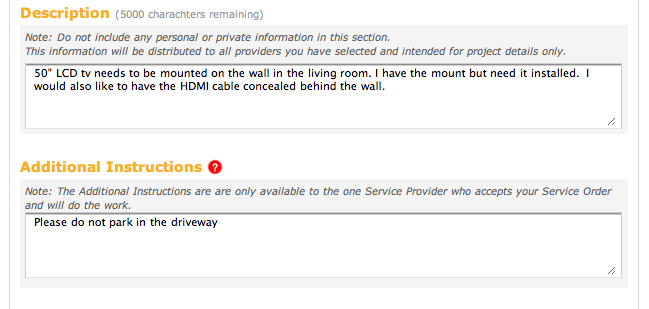 Description (5000 charachters remaining)
Note: Do not include any personal or private information in this section.
This information will be distributed to all providers you have selected and intended for project details only.
50" LCD tv needs to be mounted on the wall in the living room. I have the mount but need it installed.  I
would also like to have the HDMI cable concealed behind the wall.
Additional Instructions ?
Note: The Additional Instructions are are only available to the one Service Provider who accepts your Service Order
and will do the work.
Please do not park in the driveway